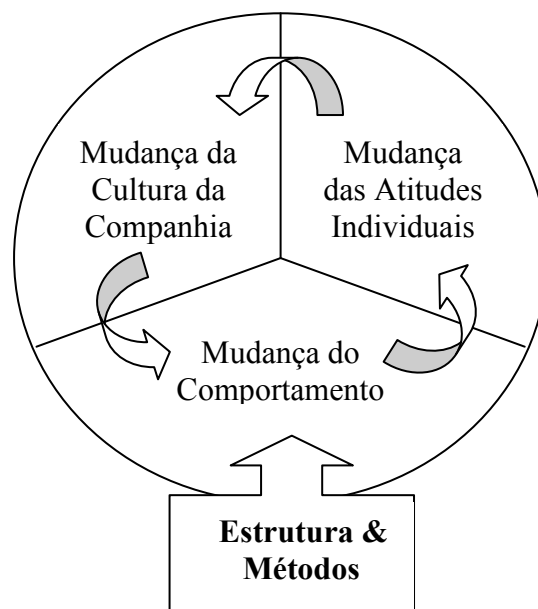 Mudança da
Cultura da
Companhia
Mudança
das Atitudes
Individuais
Mudança do
Comportamento
Estrutura &
Métodos